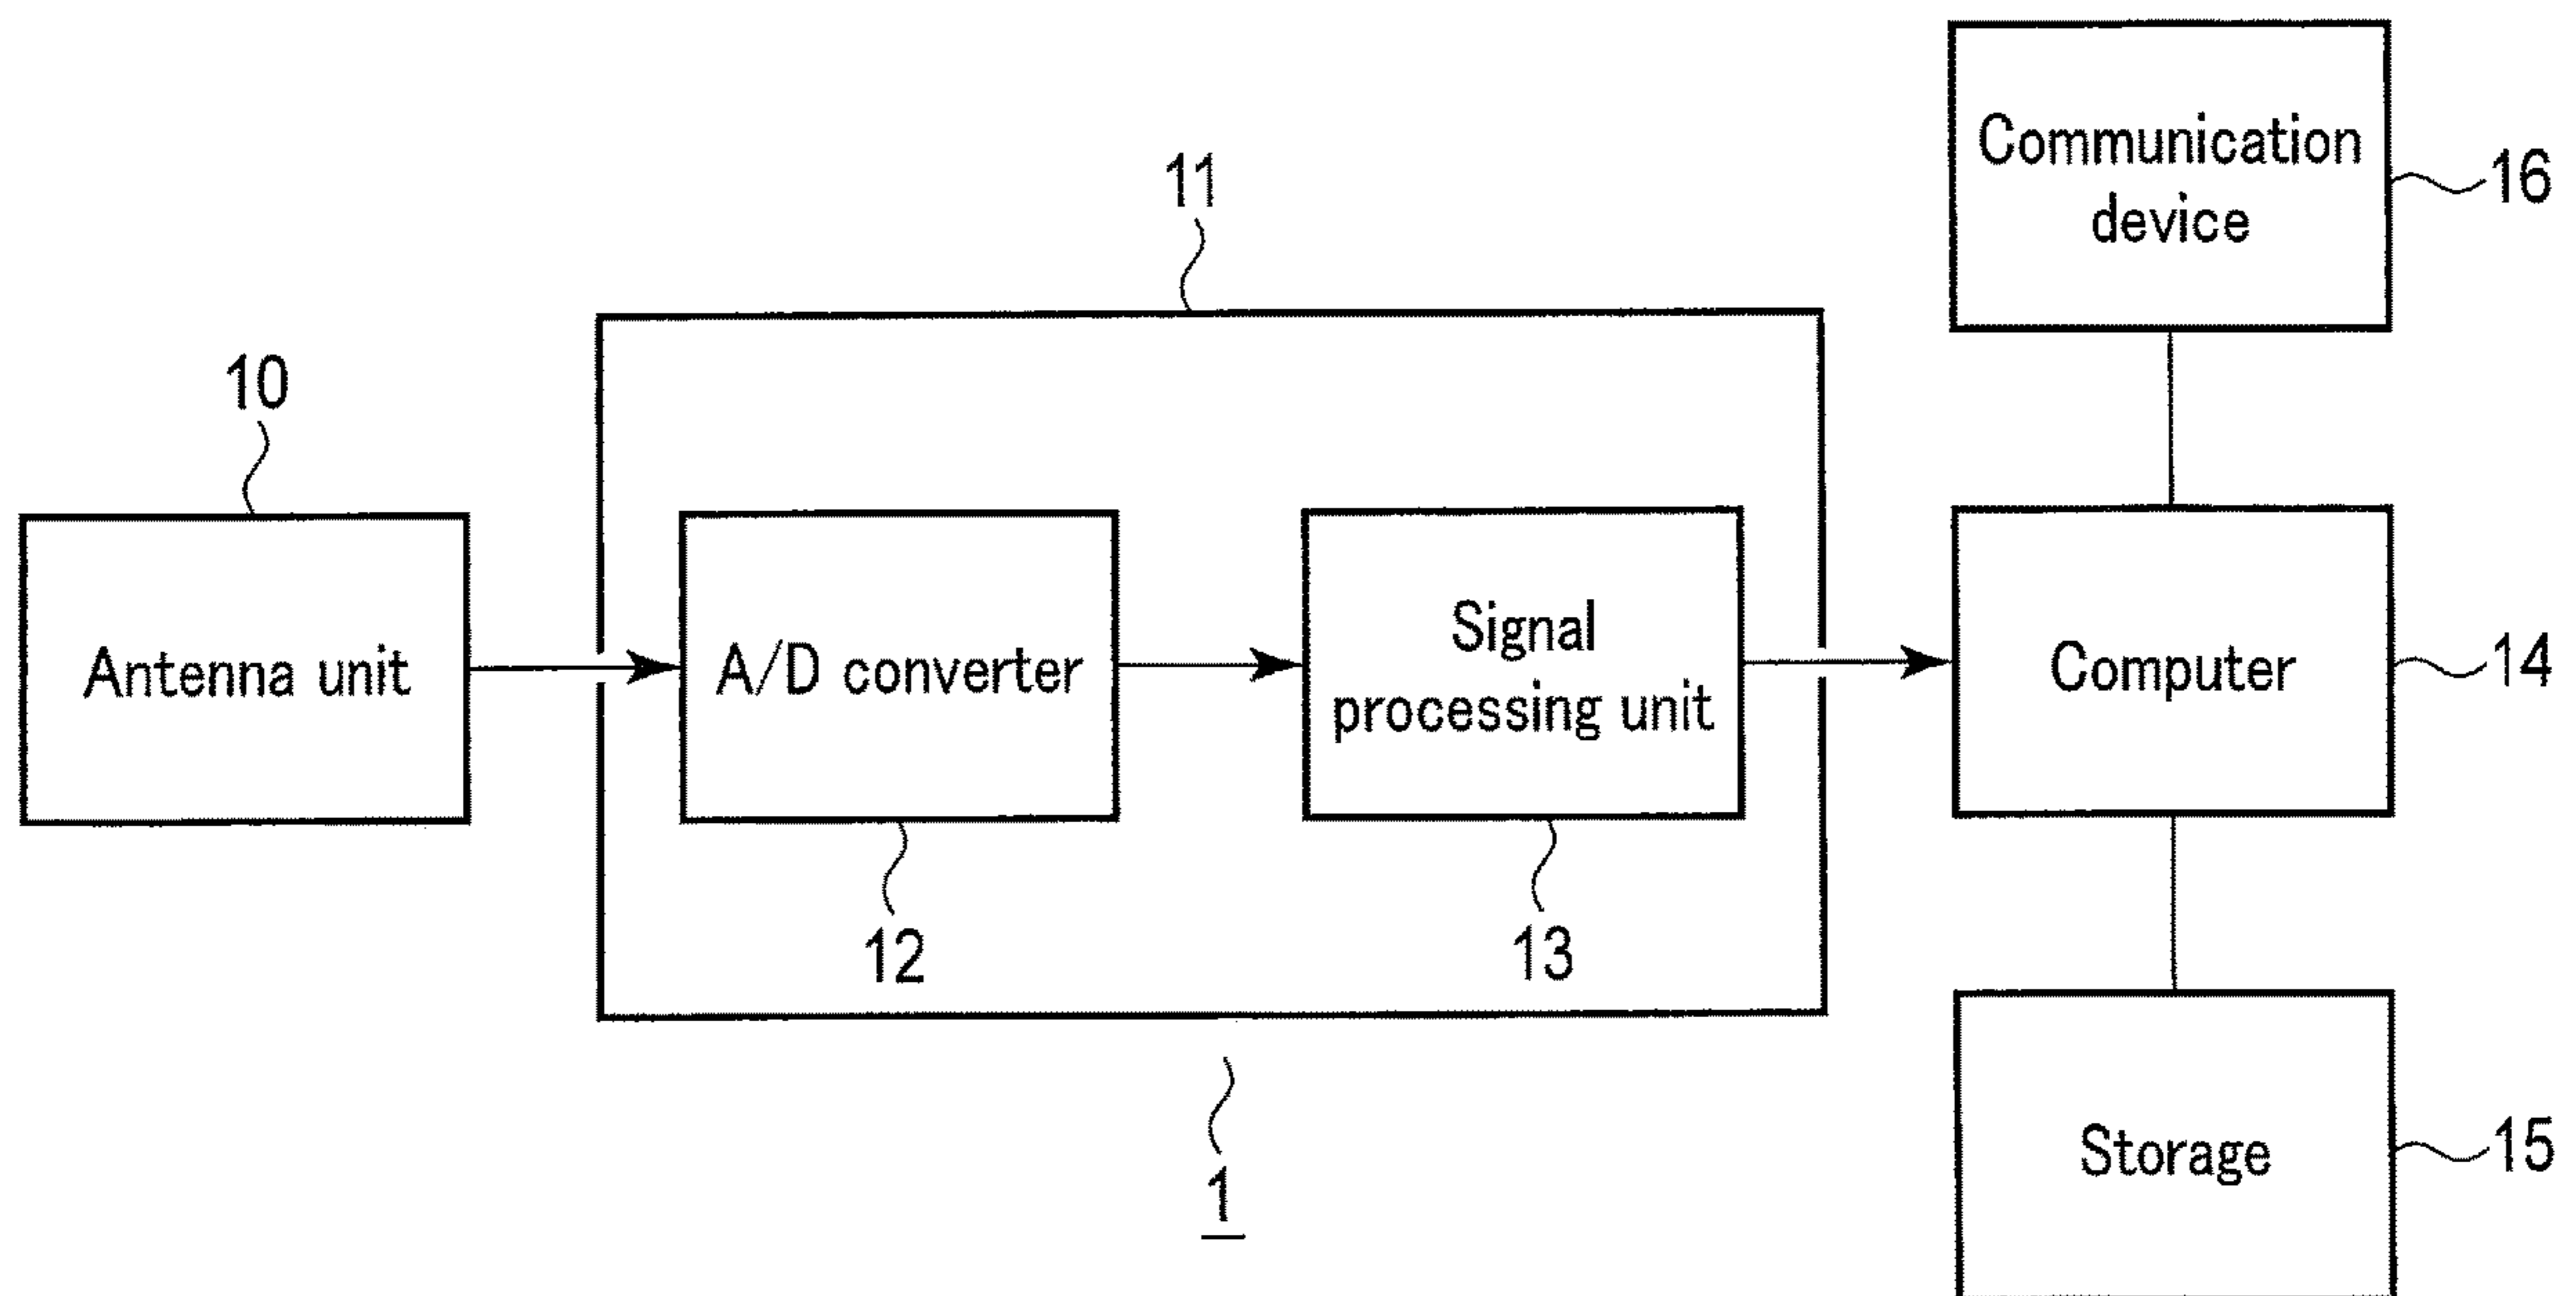 Communication
device
16
11
10
Antenna unit
A/D converter
Signal
processing unit
Computer
14
12
13
Storage
15
1